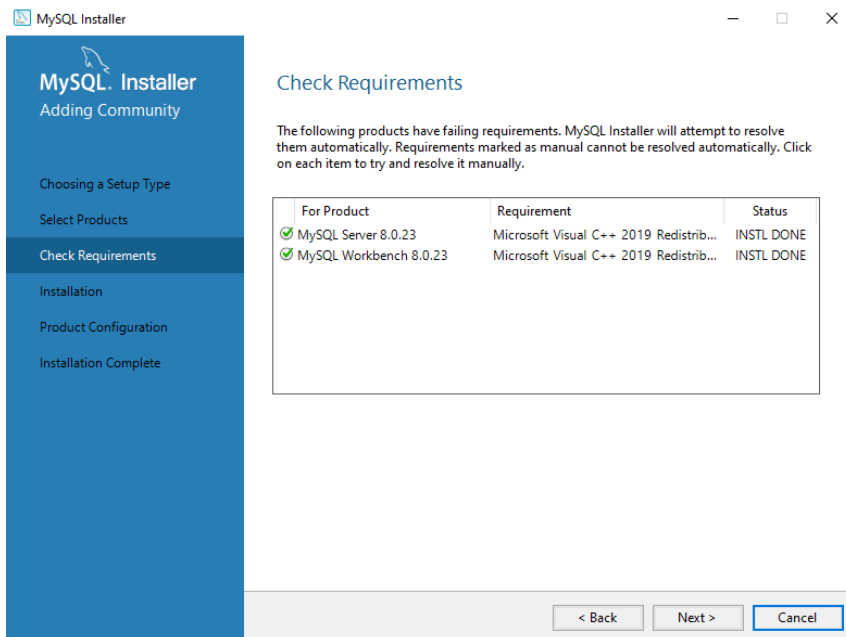 MySQL Installer
MySQL. Installer
Adding Community
Choosing a Setup Type
Select Products
Check Requirements
Installation
Product Configuration
Installation Complete
Check Requirements
The following products have failing requirements. MySQL Installer will attempt to resolve
them automatically. Requirements marked as manual cannot be resolved automatically. Click
on each item to try and resolve it manually.
For Product Requirement Status
MySQL Server 8.0.23 Microsoft Visual C++ 2019 Redistrib... INSTL DONE
MySQL Workbench 8.0.23 Microsoft Visual C++ 2019 Redistrib... INSTL DONE
< Back Next > Cancel